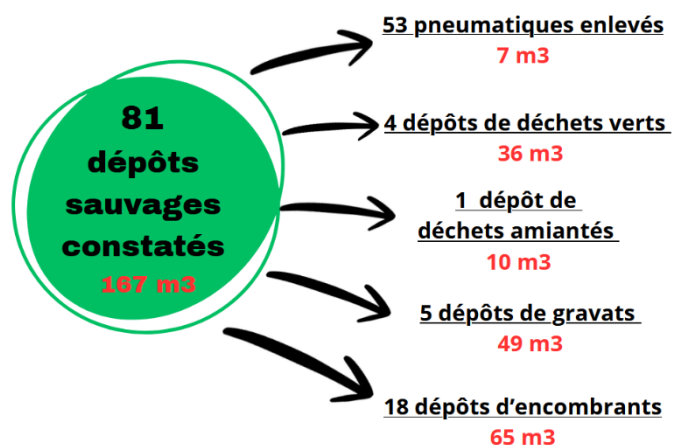 81
dépôts
sauvages
constatés
167 m3
53 pneumatiques enlevés
7 m3
4 dépôts de déchets verts
36 m3
1 dépôt de
déchets amiantés
10 m3
5 dépôts de gravats
49 m3
18 dépôts d’encombrants
65 m3